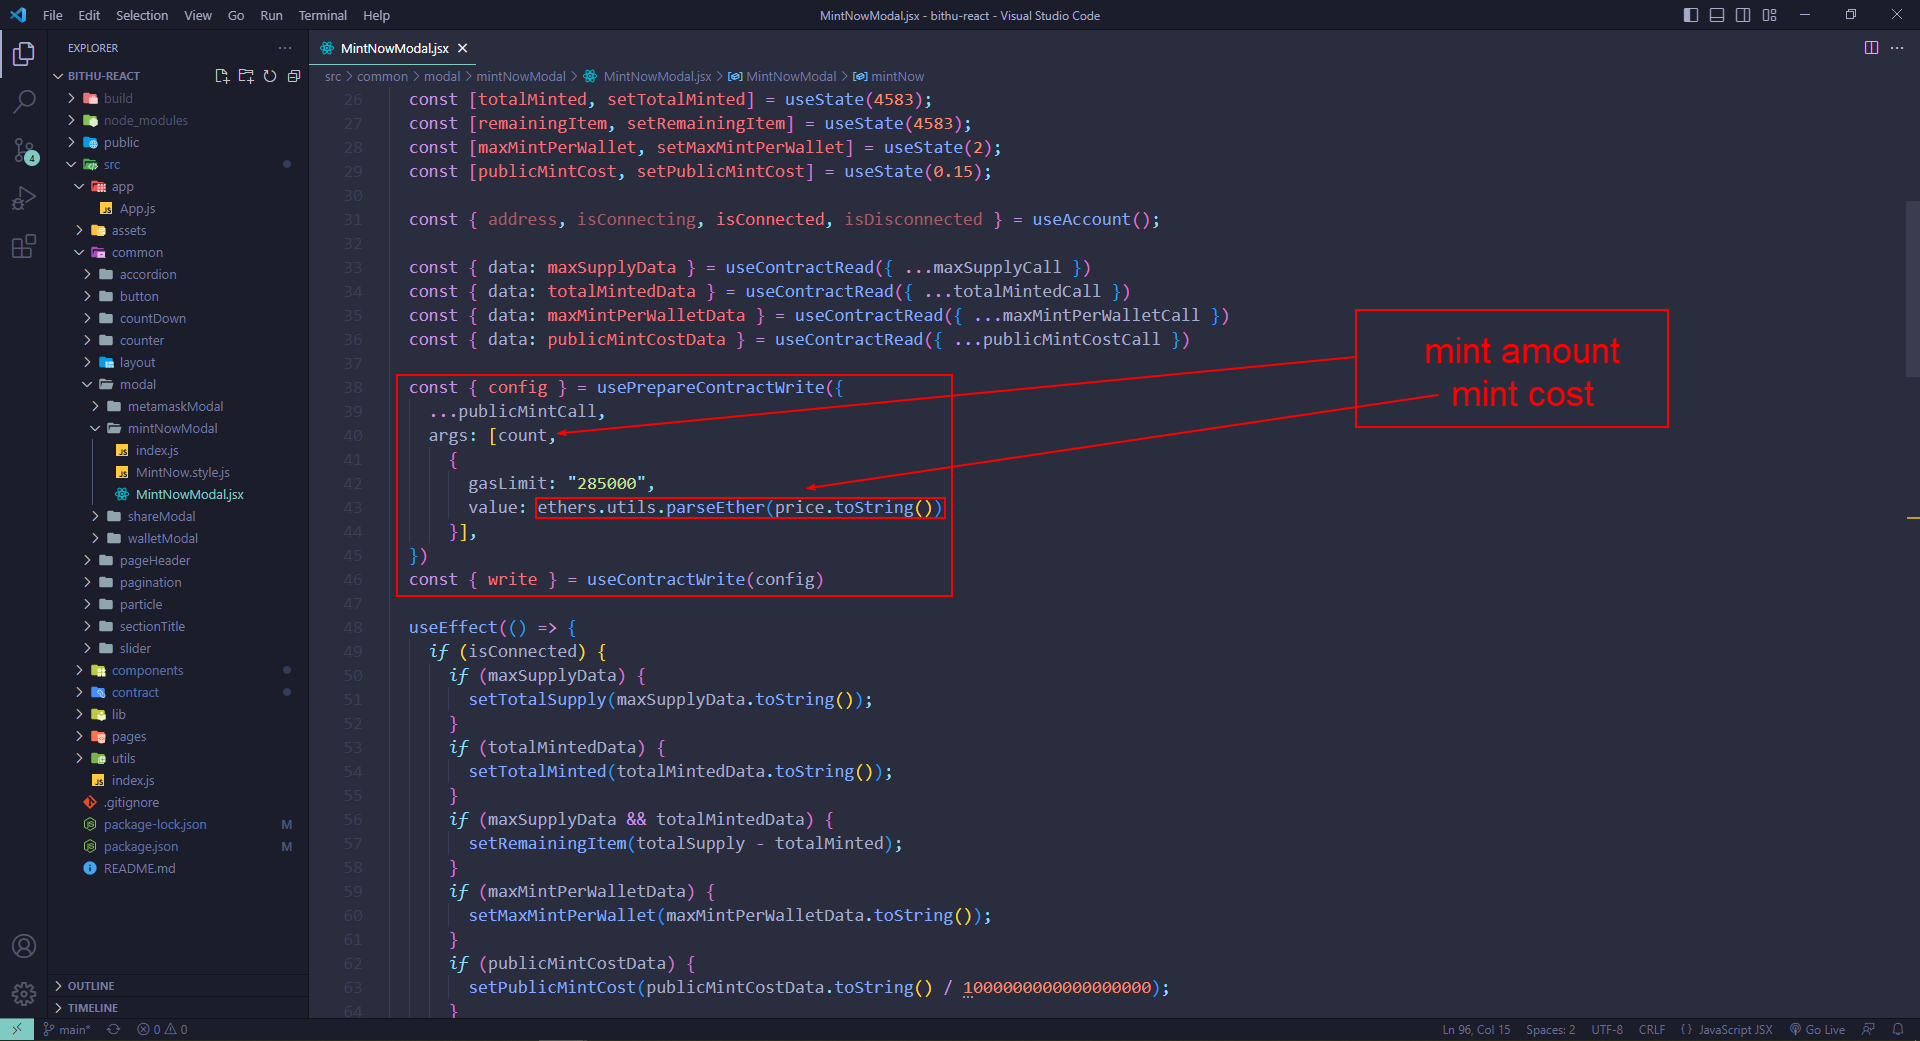 File Edit Selection View Go Run Terminal Help
MintNowModal.jsx - bithu-react - Visual Studio Code
EXPLORER
BITHU-REACT
build
node_modules
public
src
app
App.js
assets
common
accordion
button
countDown
counter
layout
modal
metamaskModal
mintNowModal
index.js
MintNow.style.js
MintNowModal.jsx
shareModal
walletModal
pageHeader
pagination
particle
sectionTitle
slider
components
contract
lib
pages
utils
index.js
.gitignore
package-lock.json M
package.json M
README.md
OUTLINE
TIMELINE
4
MintNowModal.jsx
src > common > modal > mintNowModal > MintNowModal.jsx > MintNowModal > mintNow
26 const [totalMinted, setTotalMinted] = useState(4583);
27 const [remainingItem, setRemainingItem] = useState(4583);
28 const [maxMintPerWallet, setMaxMintPerWallet] = useState(2);
29 const [publicMintCost, setPublicMintCost] = useState(0.15);
30
31 const { address, isConnecting, isConnected, isDisconnected } = useAccount();
32
33 const { data: maxSupplyData } = useContractRead({ ...maxSupplyCall })
34 const { data: totalMintedData } = useContractRead({ ...totalMintedCall })
35 const { data: maxMintPerWalletData } = useContractRead({ ...maxMintPerWalletCall })
36 const { data: publicMintCostData } = useContractRead({ ...publicMintCostCall })
37
38 const { config } = usePrepareContractWrite({
39 ...publicMintCall,
40 args: [count,
41 {
42 gasLimit: "285000",
43 value: ethers.utils.parseEther(price.toString())
44 }],
45 })
46 const { write } = useContractWrite(config)
47
48 useEffect(() => {
49 if (isConnected) {
50 if (maxSupplyData) {
51 setTotalSupply(maxSupplyData.toString());
52 }
53 if (totalMintedData) {
54 setTotalMinted(totalMintedData.toString());
55 }
56 if (maxSupplyData && totalMintedData) {
57 setRemainingItem(totalSupply - totalMinted);
58 }
59 if (maxMintPerWalletData) {
60 setMaxMintPerWallet(maxMintPerWalletData.toString());
61 }
62 if (publicMintCostData) {
63 setPublicMintCost(publicMintCostData.toString() / 1000000000000000000);
64 }
mint amount
mint cost
main* 0 0
Ln 96, Col 15 Spaces: 2 UTF-8 CRLF {} JavaScript JSX Go Live